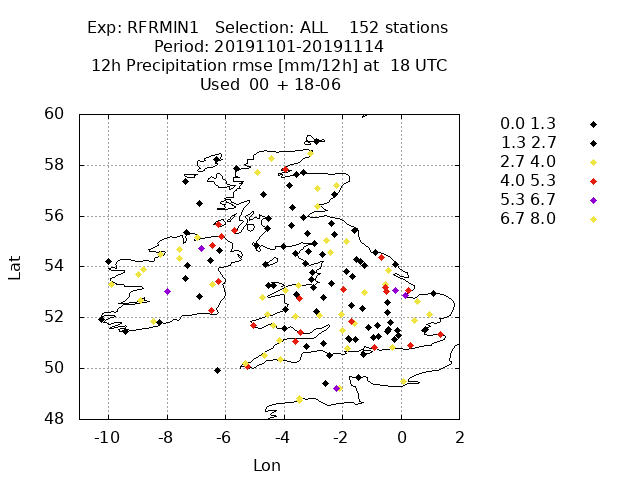 Exp: RFRMIN1 Selection: ALL 152 stations
Period: 20191101-20191114
12h Precipitation rmse [mm/12h] at 18 UTC
Used 00 + 18-06
60
58
56
54
52
50
48
Lat
-10 -8 -6 -4 -2 0 2
Lon
0.0 1.3
1.3 2.7
2.7 4.0
4.0 5.3
5.3 6.7
6.7 8.0